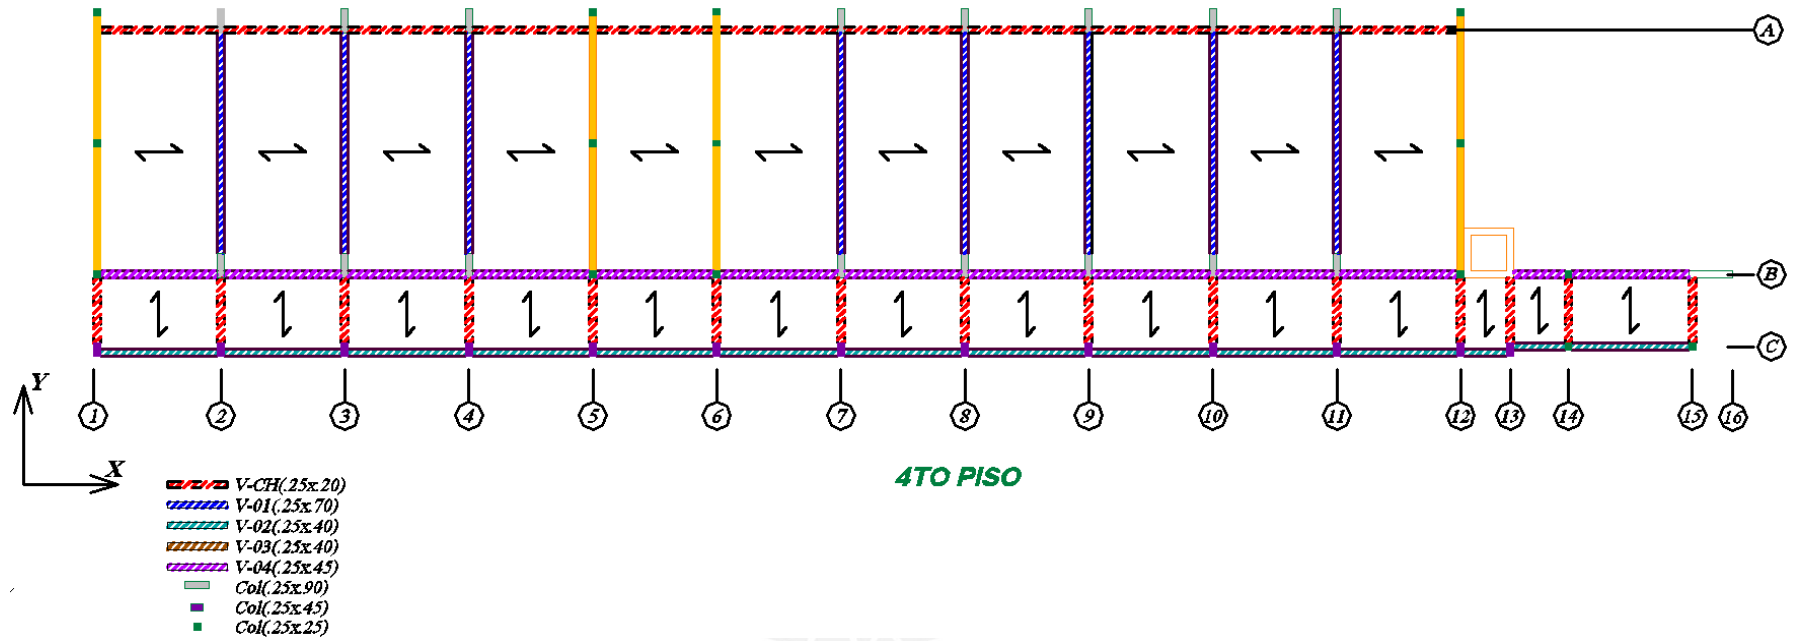 A
B
C
1 2 3 4 5 6 7 8 9 10 11 12 13 14 15 16
Y
X
4TO PISO
V-CH(.25x.20)
V-01(.25x.70)
V-02(.25x.40)
V-03(.25x.40)
V-04(.25x.45)
Col(.25x.90)
Col(.25x.45)
Col(.25x.25)